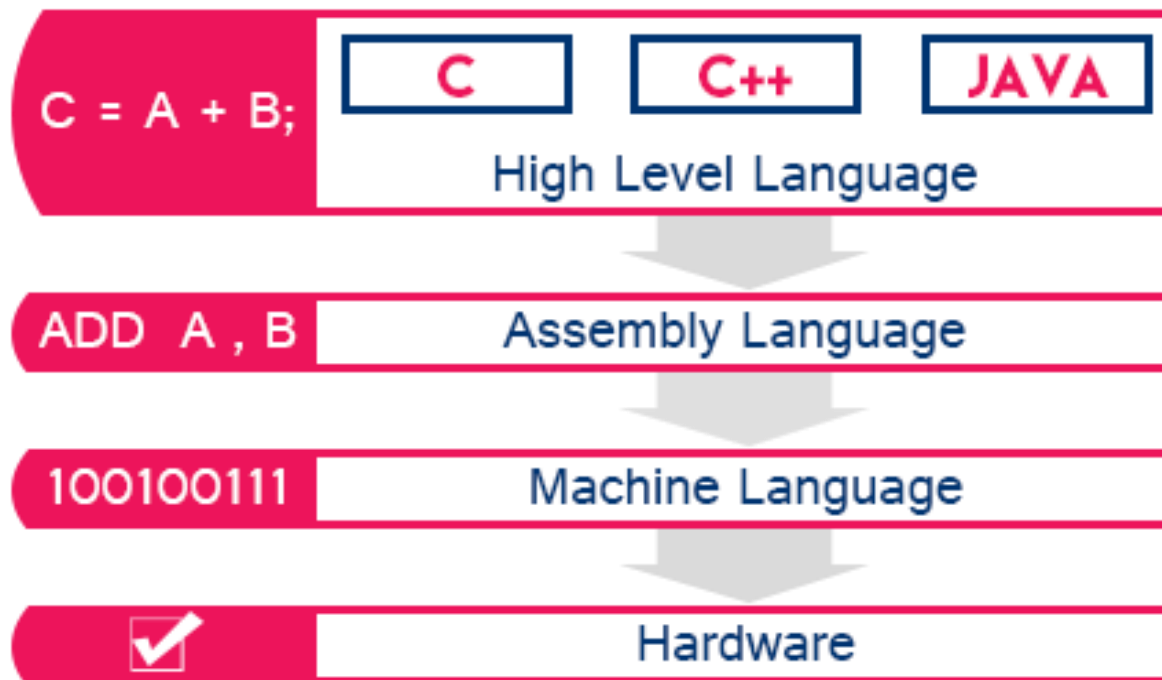 C = A + B;
C C++ JAVA
High Level Language
ADD A , B
Assembly Language
100100111
Machine Language
Hardware